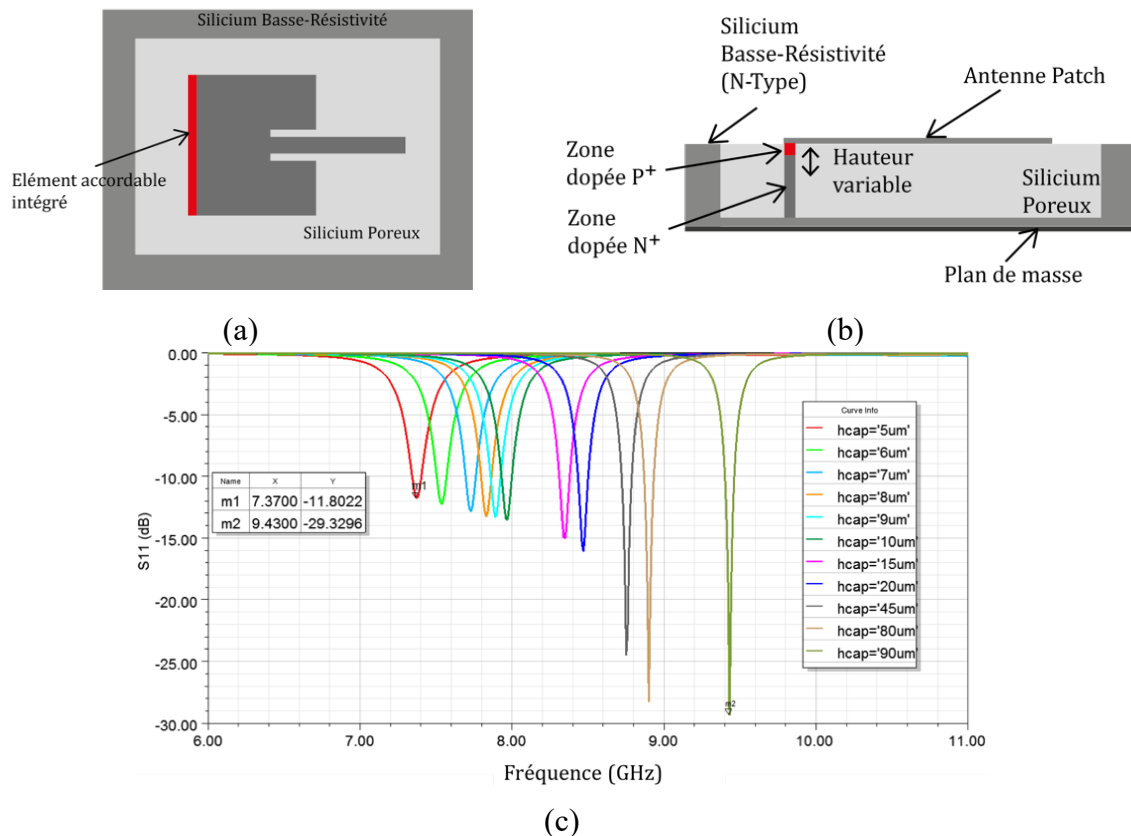 Silicium Basse-Résistivité
Elément accordable
intégré
Silicium Poreux
(a)
Silicium
Basse-Résistivité
(N-Type)
Antenne Patch
Zone
dopée P+
Hauteur
variable
Silicium
Poreux
Zone
dopée N+
Plan de masse
(b)
0.00
-5.00
-10.00
-15.00
-20.00
-25.00
-30.00
S11 (dB)
Name X Y
m1 7.3700 -11.8022
m2 9.4300 -29.3296
m1
m2
Curve Info
hcap='5um'
hcap='6um'
hcap='7um'
hcap='8um'
hcap='9um'
hcap='10um'
hcap='15um'
hcap='20um'
hcap='45um'
hcap='80um'
hcap='90um'
6.00 7.00 8.00 9.00 10.00 11.00
Fréquence (GHz)
(c)